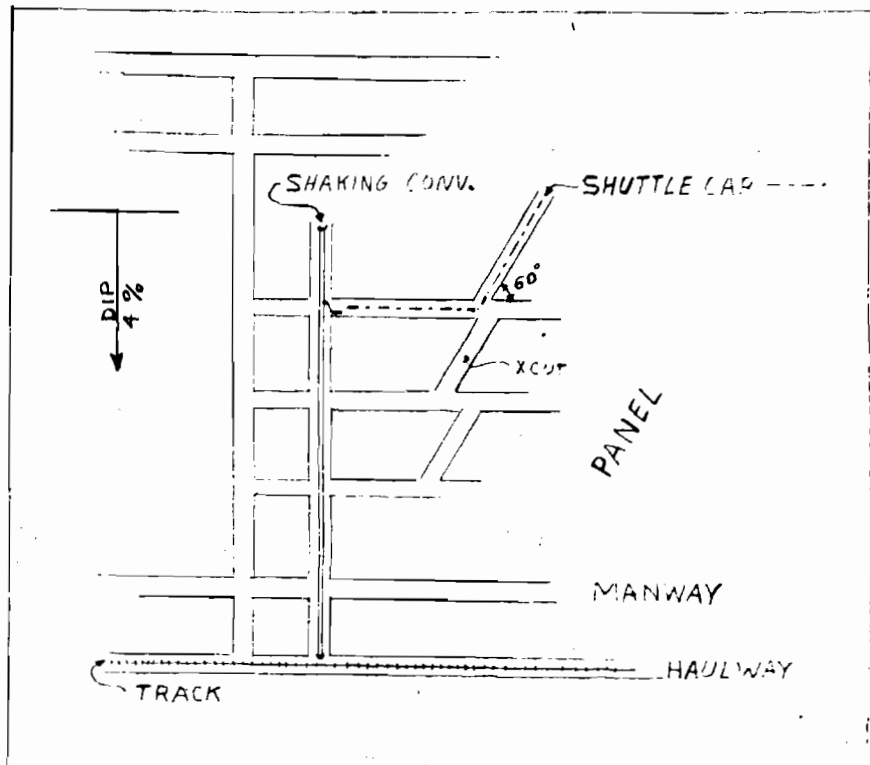 SHAKING CONV.
SHUTTLE CAR
DIP
4 %
60°
XCUT
PANEL
MANWAY
HAULWAY
TRACK